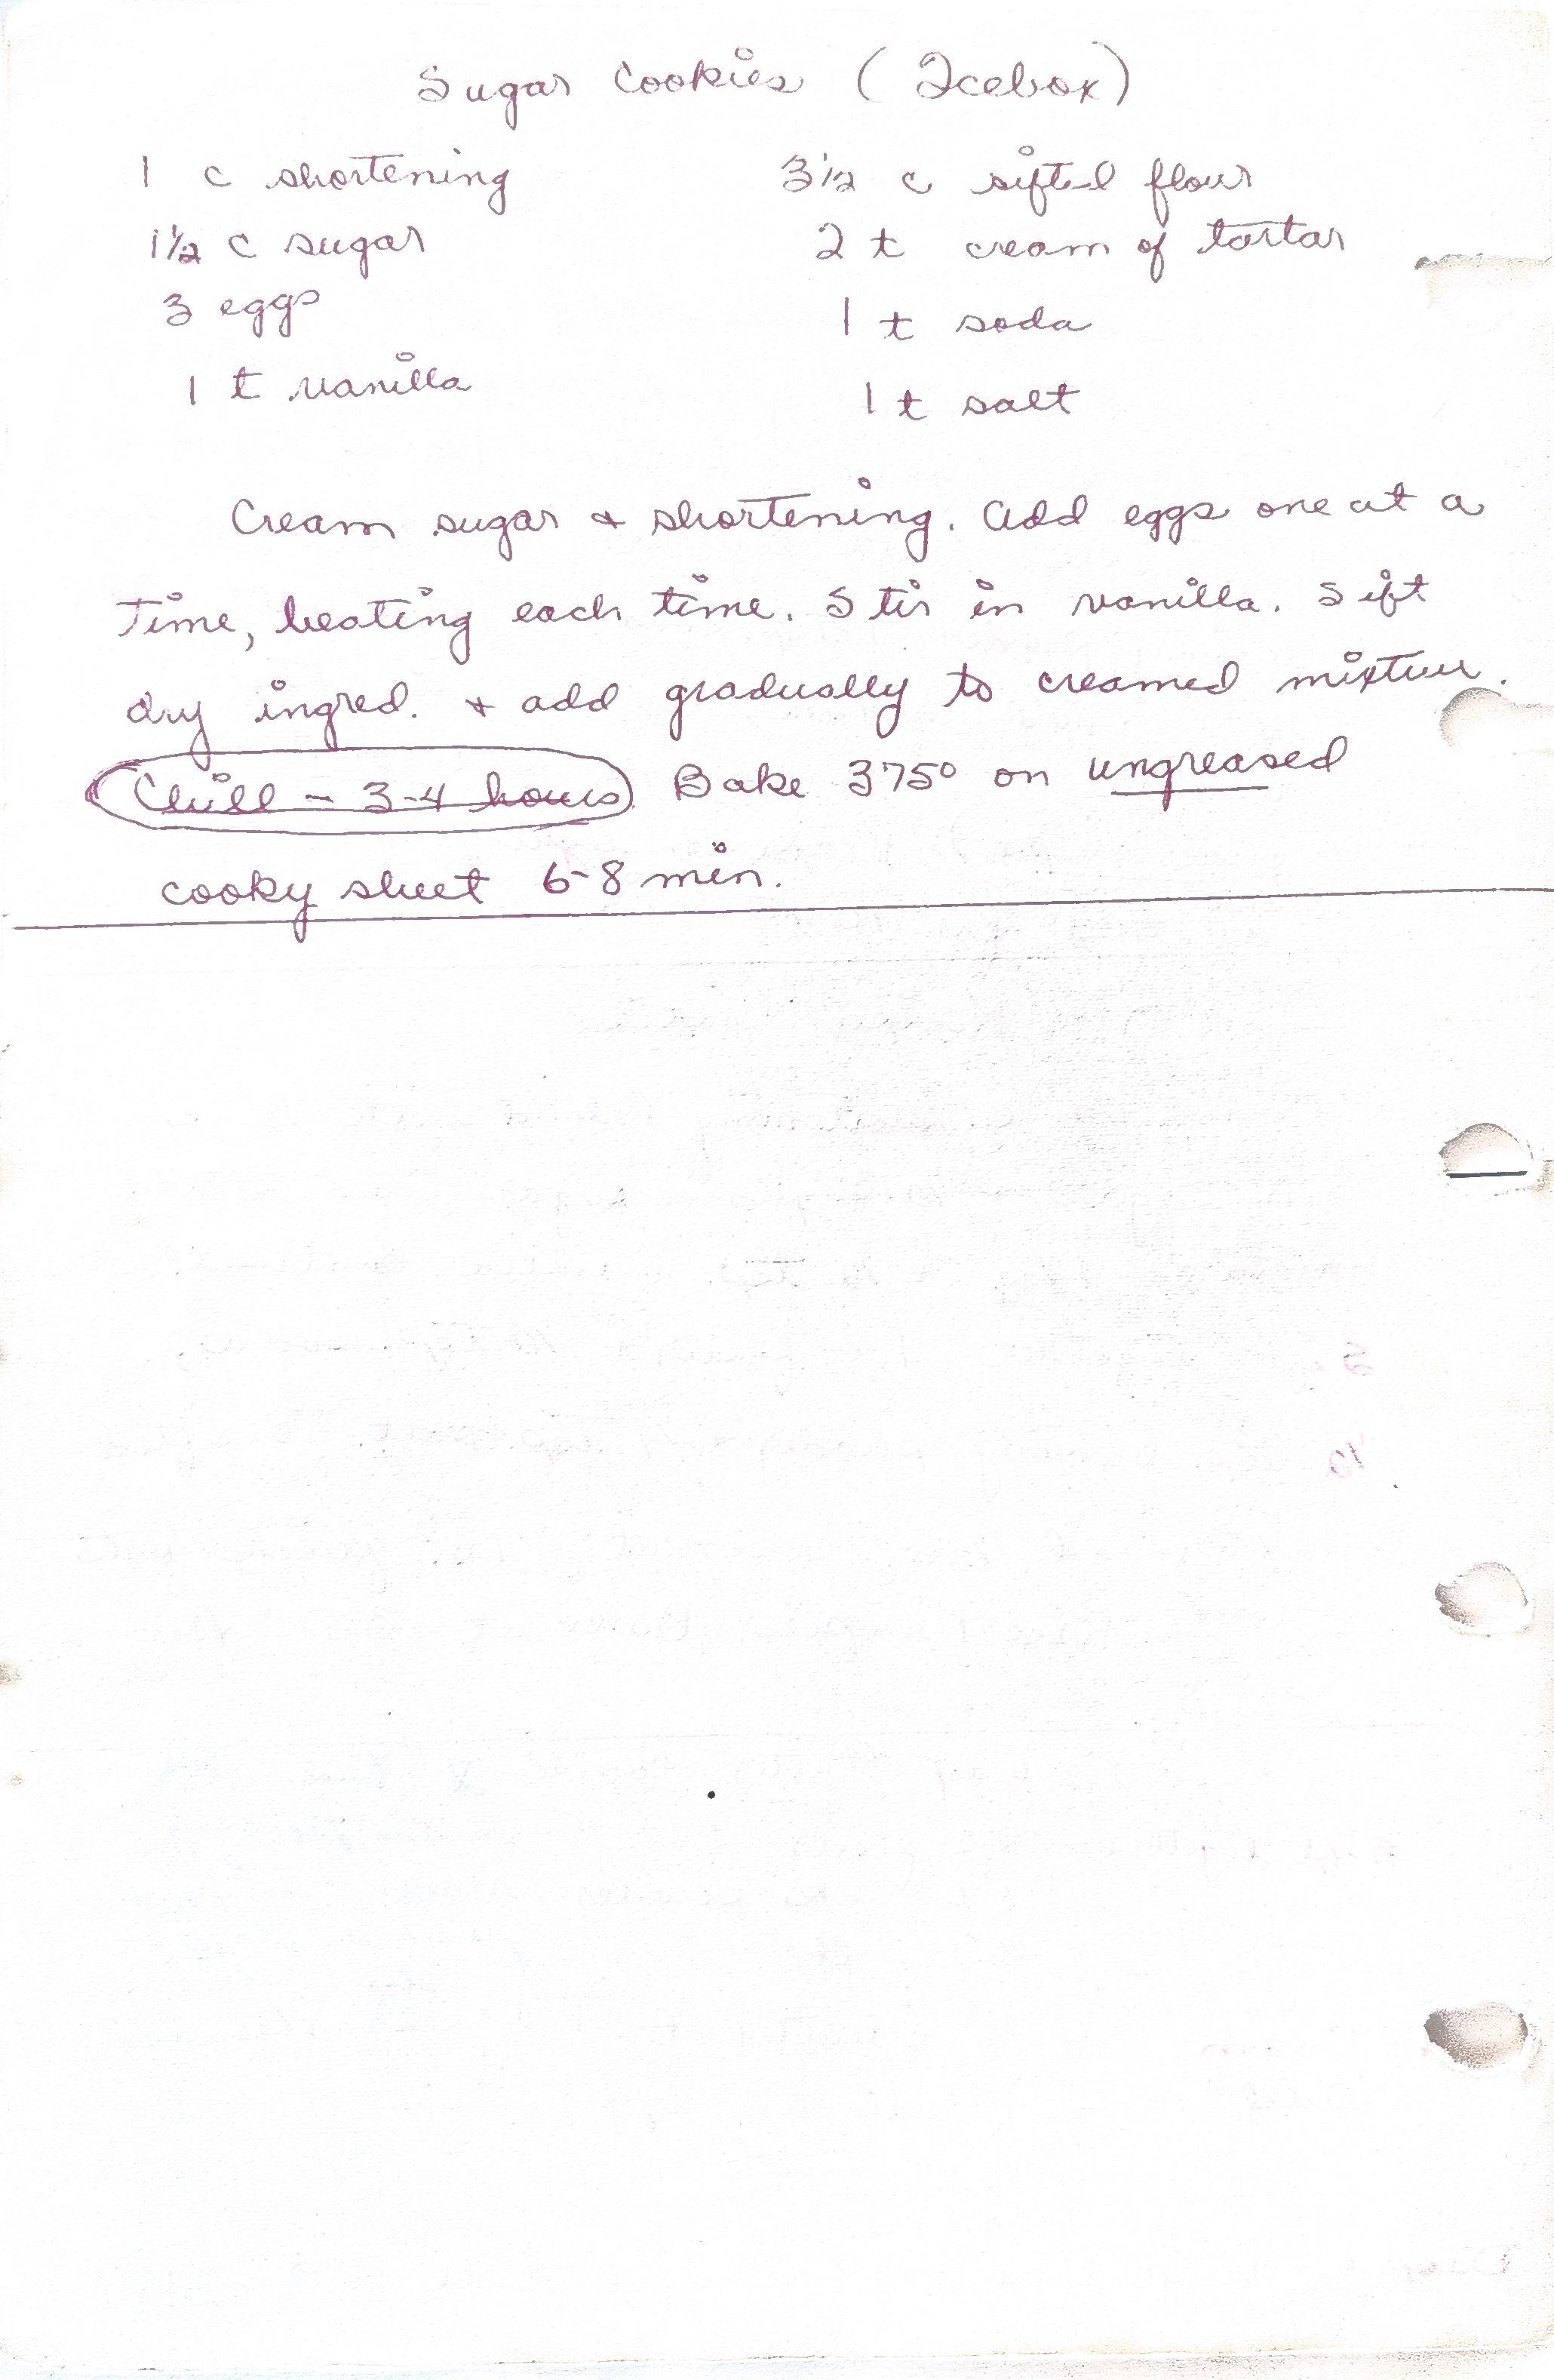 Sugar Cookies (Icebox)
1 c shortening
1½ c sugar
3 eggs
1 t vanilla
3½ c sifted flour
2 t cream of tartar
1 t soda
1 t salt
Cream sugar & shortening. Add eggs one at a
Time, beating each time. Stir in vanilla. Sift
dry ingred. & add gradually to creamed mixture.
Chill - 3-4 hours Bake 375° on ungreased
cooky sheet 6-8 min.